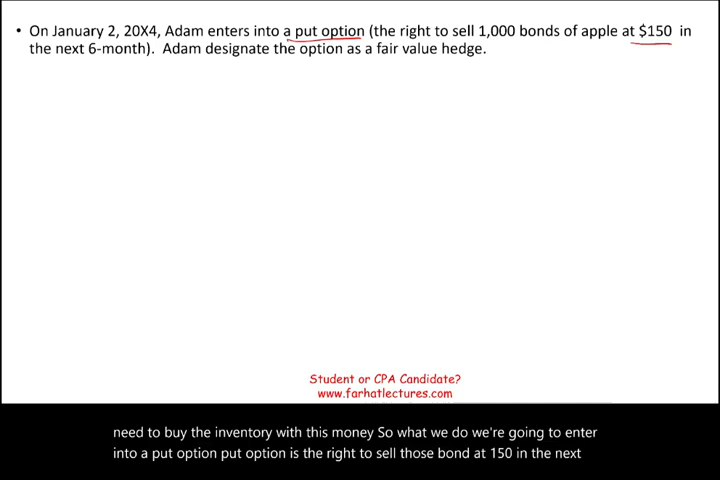 • On January 2, 20X4, Adam enters into a put option (the right to sell 1,000 bonds of apple at $150 in
the next 6-month). Adam designate the option as a fair value hedge.
Student or CPA Candidate?
www.farhatlectures.com
need to buy the inventory with this money So what we do we're going to enter
into a put option put option is the right to sell those bond at 150 in the next